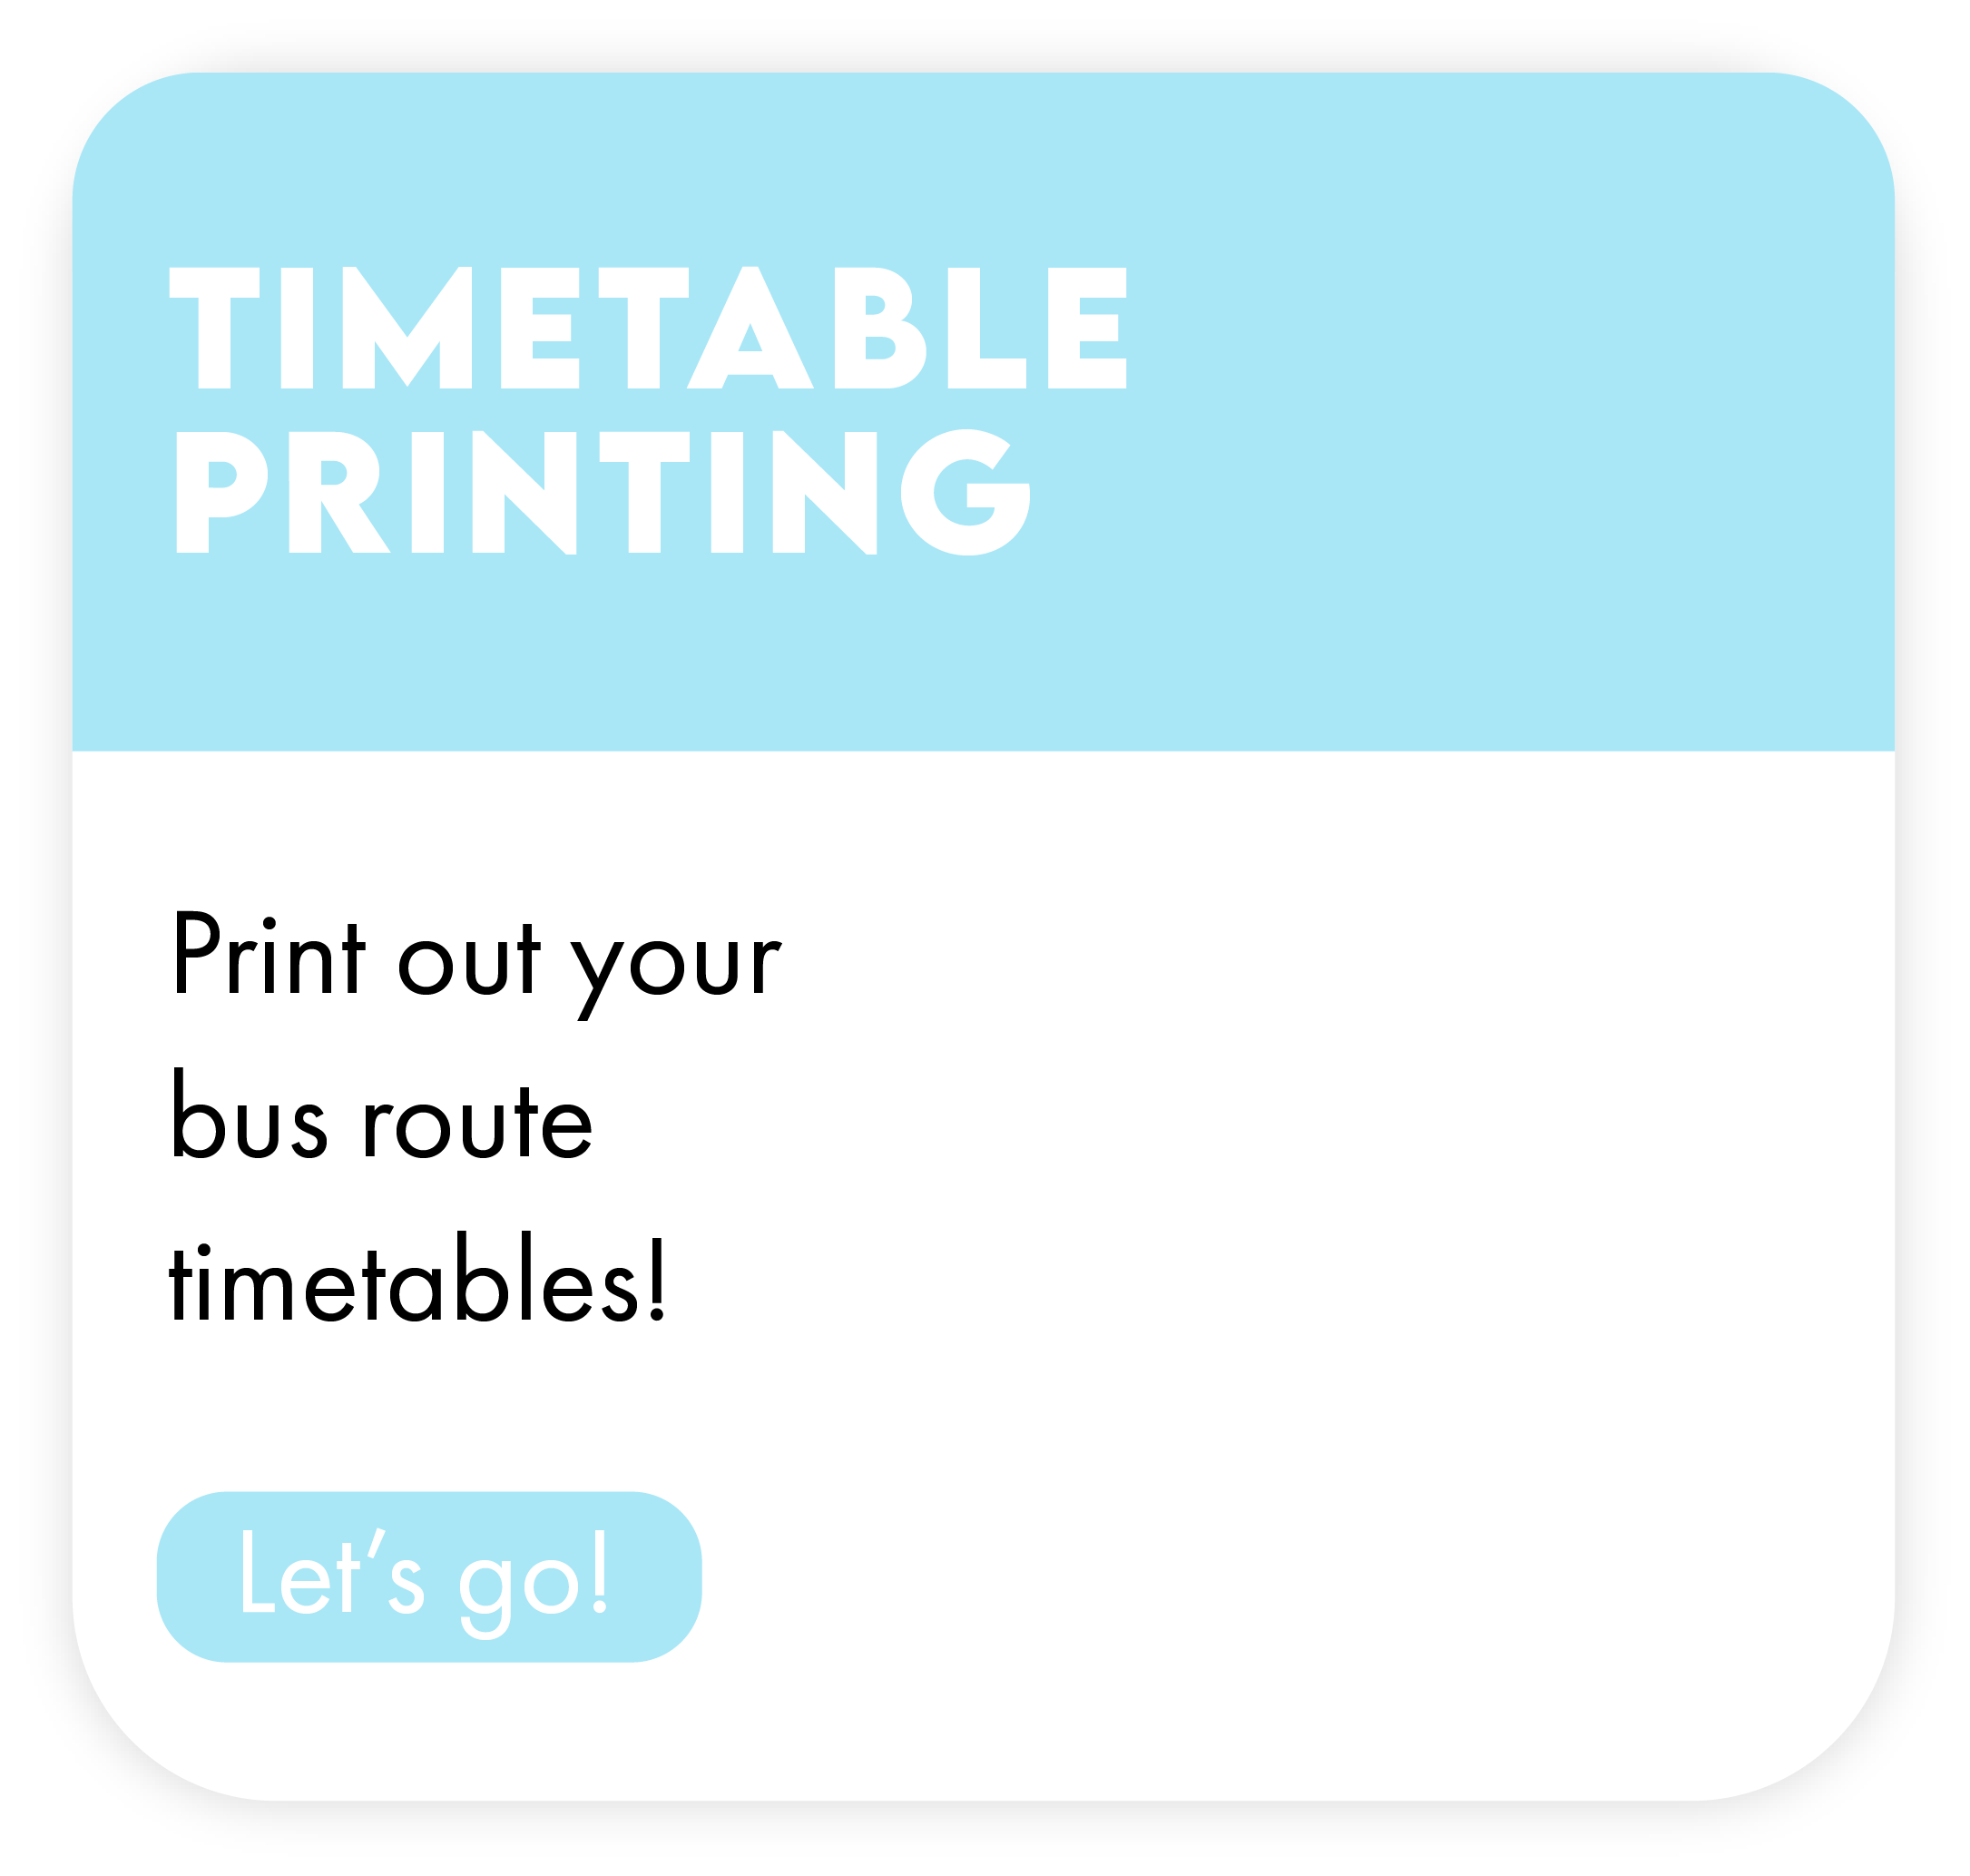 TIMETABLE
PRINTING
Print out your
bus route
timetables!
Let’s go!